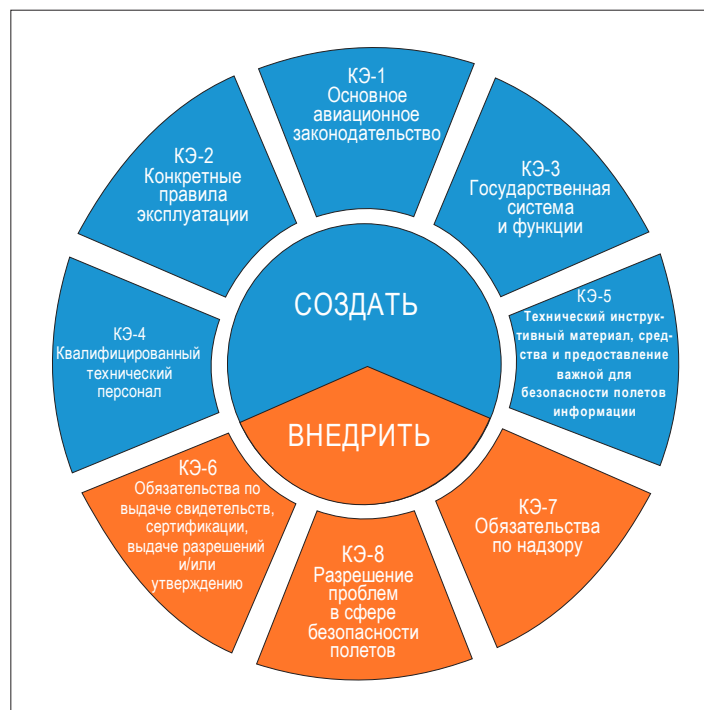 КЭ-1
Основное
авиационное
законодательство
КЭ-2
Конкретные
правила
эксплуатации
КЭ-3
Государственная
система
и функции
СОЗДАТЬ
КЭ-4
Квалифицированный
технический
персонал
КЭ-5
Технический инструк-
тивный материал, сред-
ства и предоставление
важной для
безопасности полетов
информации
ВНЕДРИТЬ
КЭ-6
Обязательства по
выдаче свидетельств,
сертификации,
выдаче разрешений
и/или
утверждению
КЭ-7
Обязательства
по надзору
КЭ-8
Разрешение
проблем
в сфере
безопасности
полетов